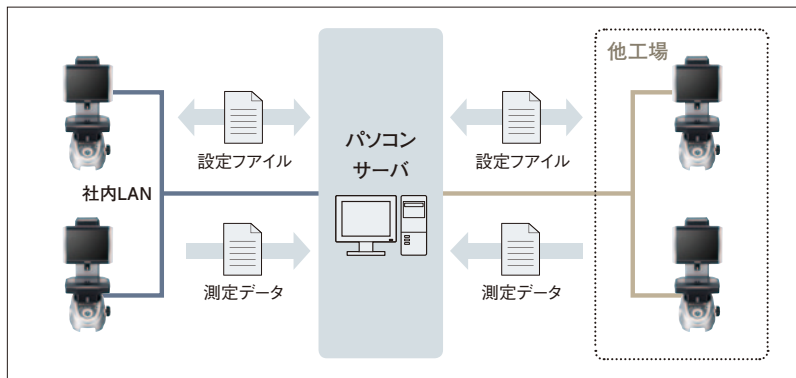 他工場
設定ファイル
パソコン
サーバ
設定ファイル
社内LAN
測定データ
測定データ